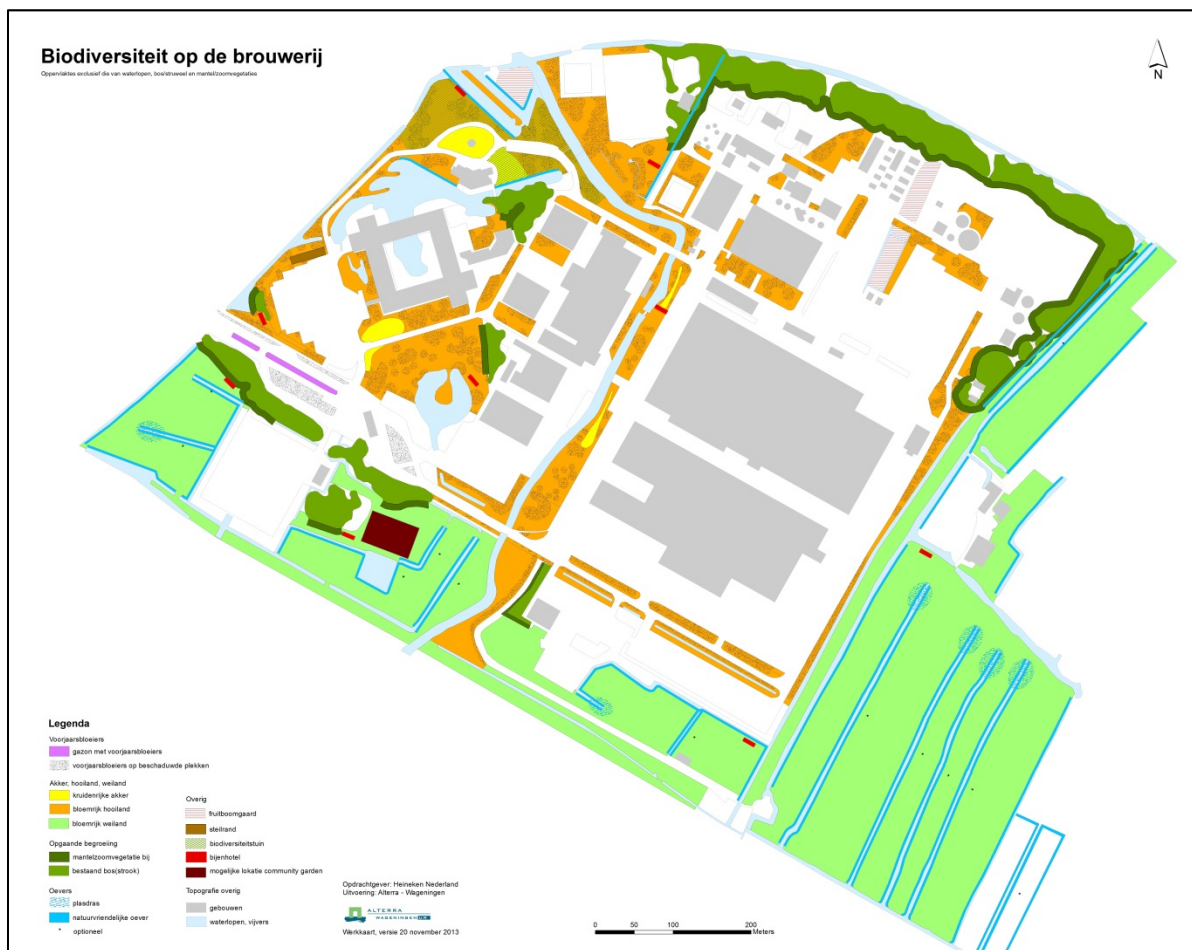 Biodiversiteit op de brouwerij
Oppervlaktes exclusief die van waterlopen, bos/struweel en mantel/zoomvegetaties
N
Legenda
Voorjaarsbloeiers
gazon met voorjaarsbloeiers
voorjaarsbloeiers op beschaduwde plekken
Akker, hooiland, weiland
kruidenrijke akker
bloemrijk hooiland
bloemrijk weiland
Opgaande begroeiing
mantelzoomvegetatie bij
bestaand bos(strook)
Oevers
plasdras
natuurvriendelijke oever
* optioneel
Overig
fruitboomgaard
steilrand
biodiversiteitstuin
bijenhotel
mogelijke lokatie community garden
Topografie overig
gebouwen
waterlopen, vijvers
Opdrachtgever: Heineken Nederland
Uitvoering: Alterra - Wageningen
ALTERRA
WAGENINGEN UR
Werkkaart, versie 20 november 2013
0 50 100 200
Meters